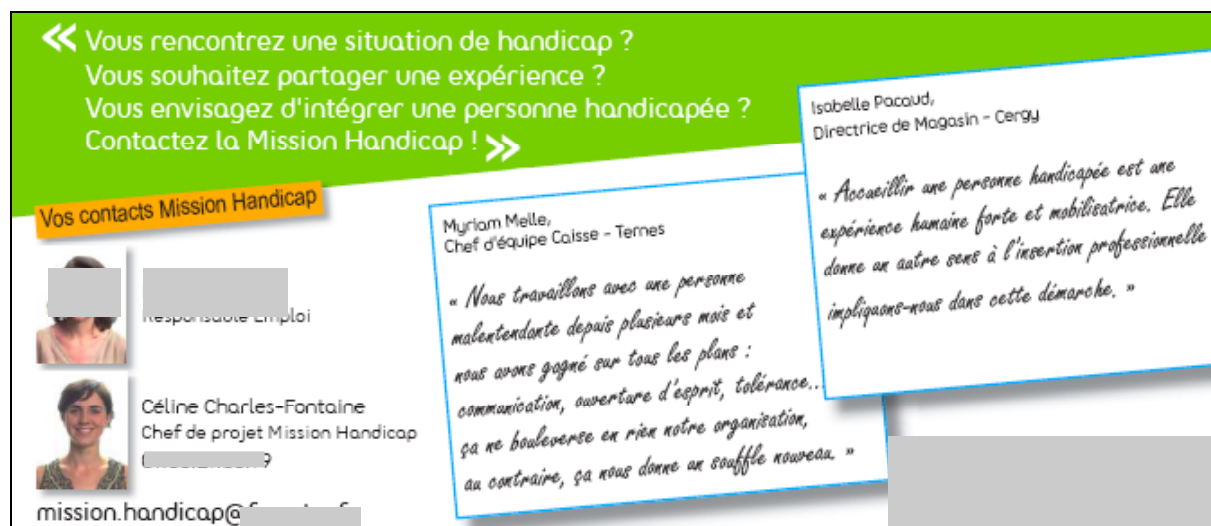 « Vous rencontrez une situation de handicap ?
Vous souhaitez partager une expérience ?
Vous envisagez d'intégrer une personne handicapée ?
Contactez la Mission Handicap ! »
Vos contacts Mission Handicap
Responsable Emploi
Céline Charles-Fontaine
Chef de projet Mission Handicap
mission.handicap@
Myriam Melle,
Chef d'équipe Caisse - Ternes
« Nous travaillons avec une personne
malentendante depuis plusieurs mois et
nous avons gagné sur tous les plans :
communication, ouverture d'esprit, tolérance...
ça ne bouleverse en rien notre organisation,
au contraire, ça nous donne un souffle nouveau. »
Isabelle Pacaud,
Directrice de Magasin - Cergy
« Accueillir une personne handicapée est une
expérience humaine forte et mobilisatrice. Elle
donne un autre sens à l'insertion professionnelle
impliquons-nous dans cette démarche. »